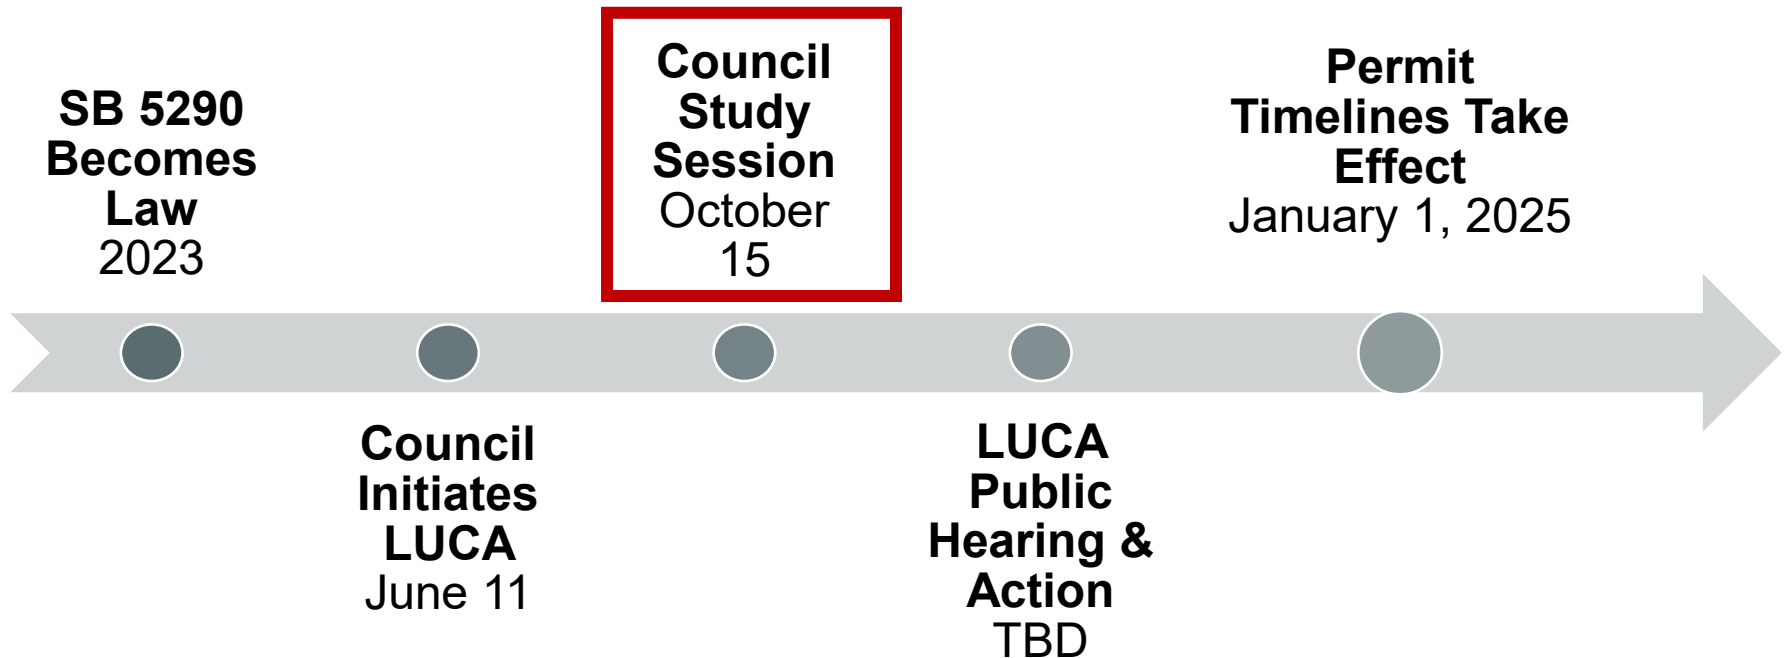 SB 5290
Becomes
Law
2023
Council
Initiates
LUCA
June 11
Council
Study
Session
October
15
LUCA
Public
Hearing &
Action
TBD
Permit
Timelines Take
Effect
January 1, 2025